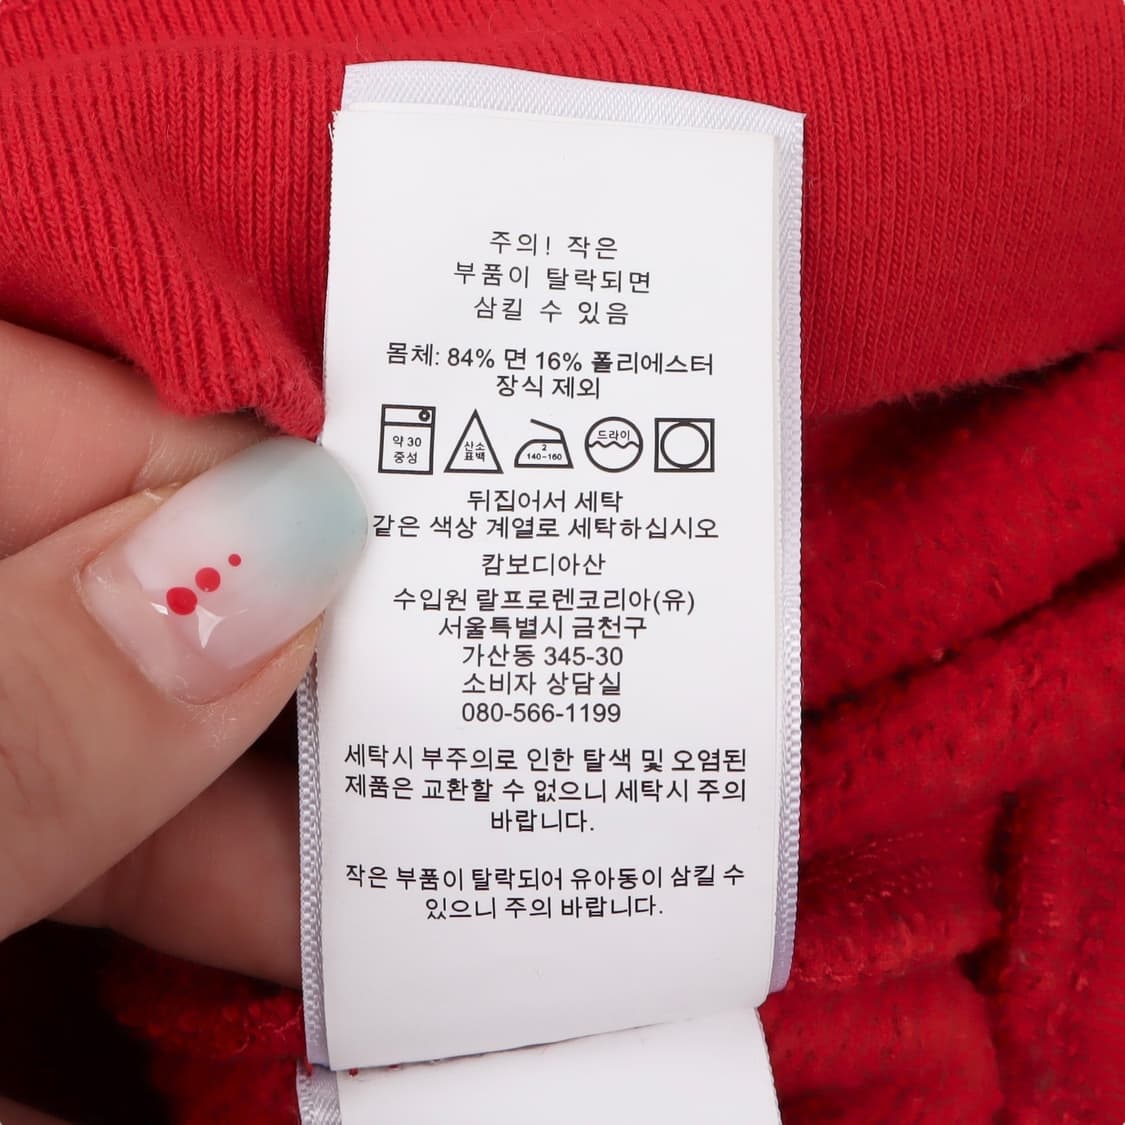 주의! 작은
부품이 탈락되면
삼킬 수 있음
몸체: 84% 면 16% 폴리에스터
장식 제외
약 30 중성
산소 표백
2 140-160
드라이
뒤집어서 세탁
같은 색상 계열로 세탁하십시오
캄보디아산
수입원 랄프로렌코리아(유)
서울특별시 금천구
가산동 345-30
소비자 상담실
080-566-1199
세탁시 부주의로 인한 탈색 및 오염된
제품은 교환할 수 없으니 세탁시 주의
바랍니다.
작은 부품이 탈락되어 유아동이 삼킬 수
있으니 주의 바랍니다.